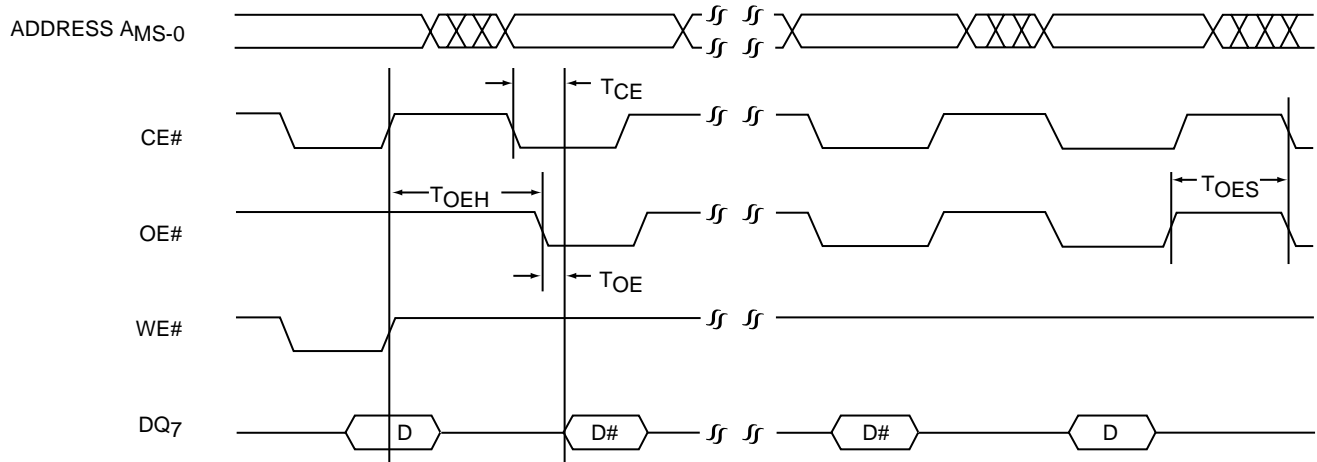 ADDRESS AMS-0
TCE
CE#
TOEH
TOES
OE#
TOE
WE#
DQ7
D
D#
D#
D